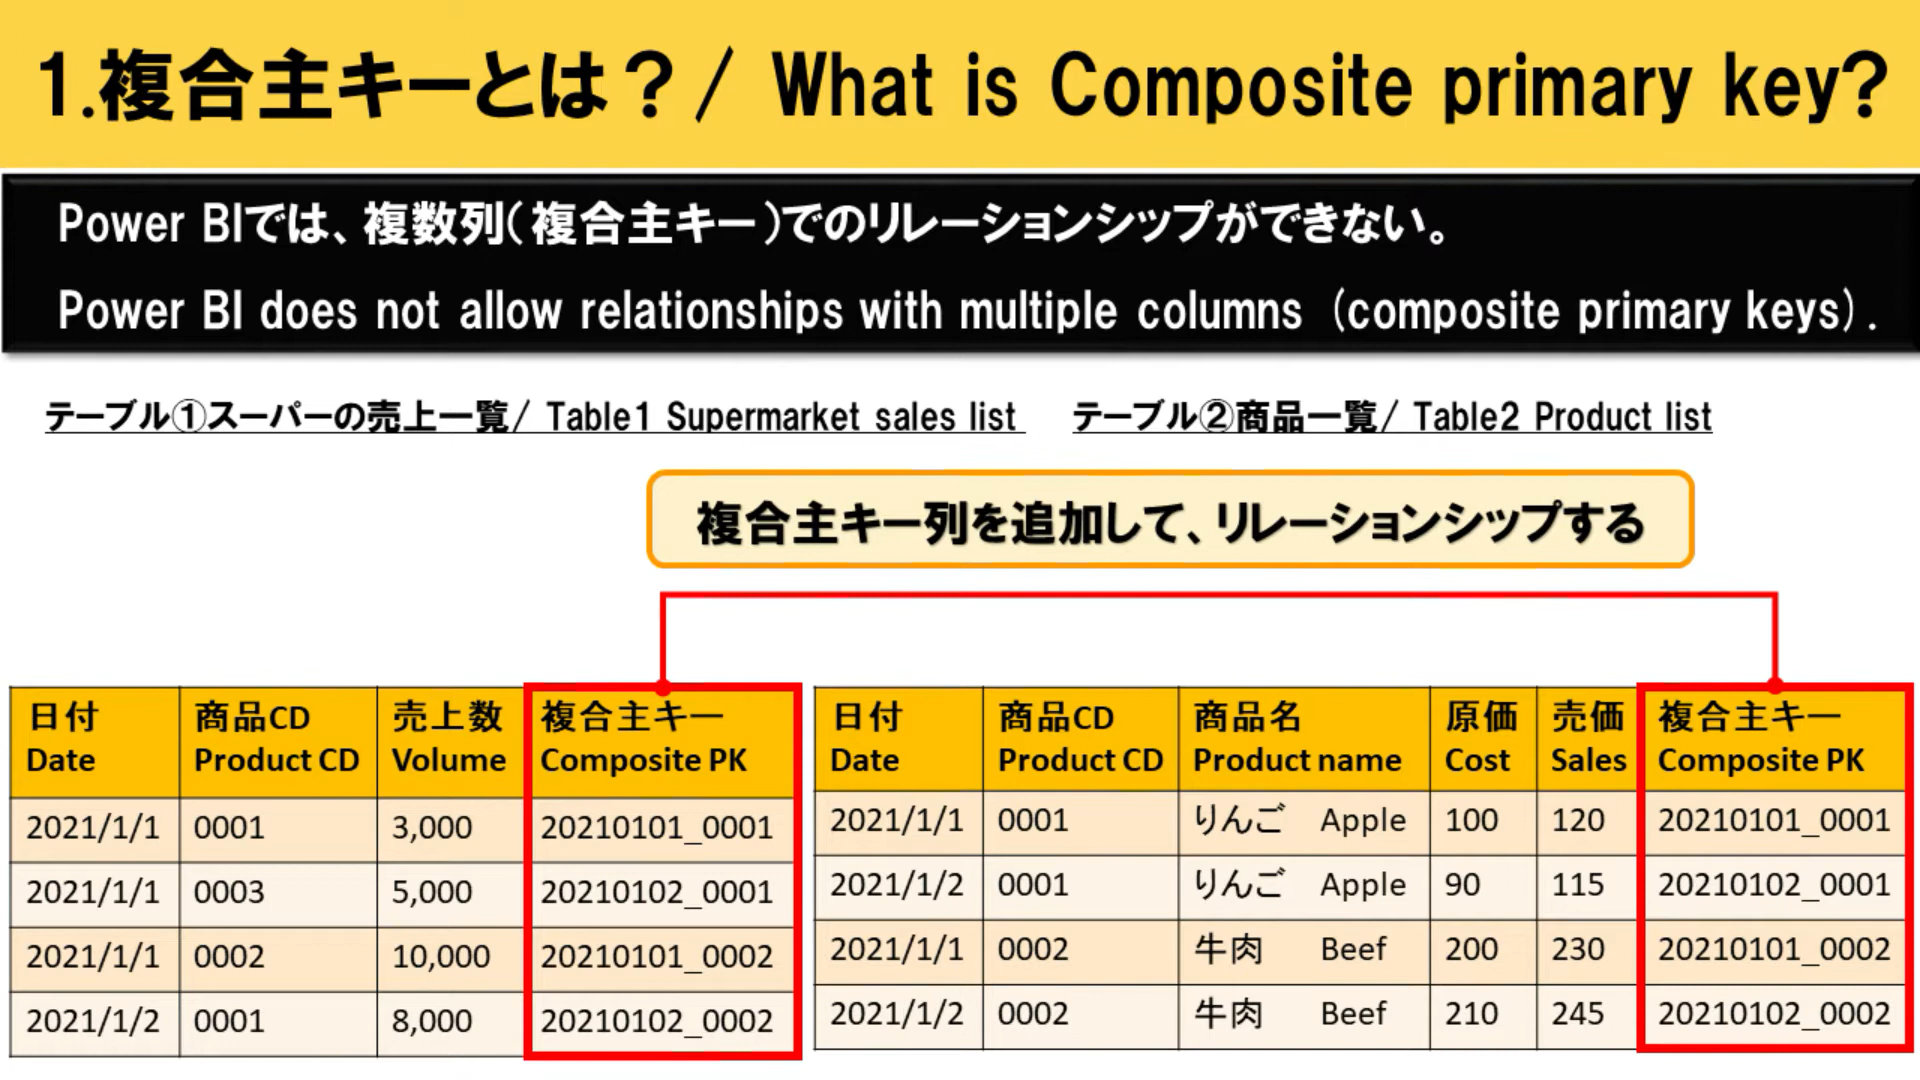 1.複合主キーとは？/ What is Composite primary key?
Power BIでは、複数列(複合主キー)でのリレーションシップができない。
Power BI does not allow relationships with multiple columns (composite primary keys).
テーブル①スーパーの売上一覧/ Table1 Supermarket sales list
テーブル②商品一覧/ Table2 Product list
複合主キー列を追加して、リレーションシップする
日付 商品CD 売上数 複合主キー
Date Product CD Volume Composite PK
2021/1/1 0001 3,000 20210101_0001
2021/1/1 0003 5,000 20210102_0001
2021/1/1 0002 10,000 20210101_0002
2021/1/2 0001 8,000 20210102_0002
日付 商品CD 商品名 原価 売価 複合主キー
Date Product CD Product name Cost Sales Composite PK
2021/1/1 0001 りんご Apple 100 120 20210101_0001
2021/1/2 0001 りんご Apple 90 115 20210102_0001
2021/1/1 0002 牛肉 Beef 200 230 20210101_0002
2021/1/2 0002 牛肉 Beef 210 245 20210102_0002